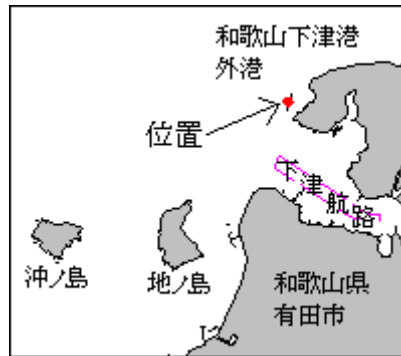 和歌山下津港
外港
位置
下津航路
沖ノ島
地ノ島
和歌山県
有田市